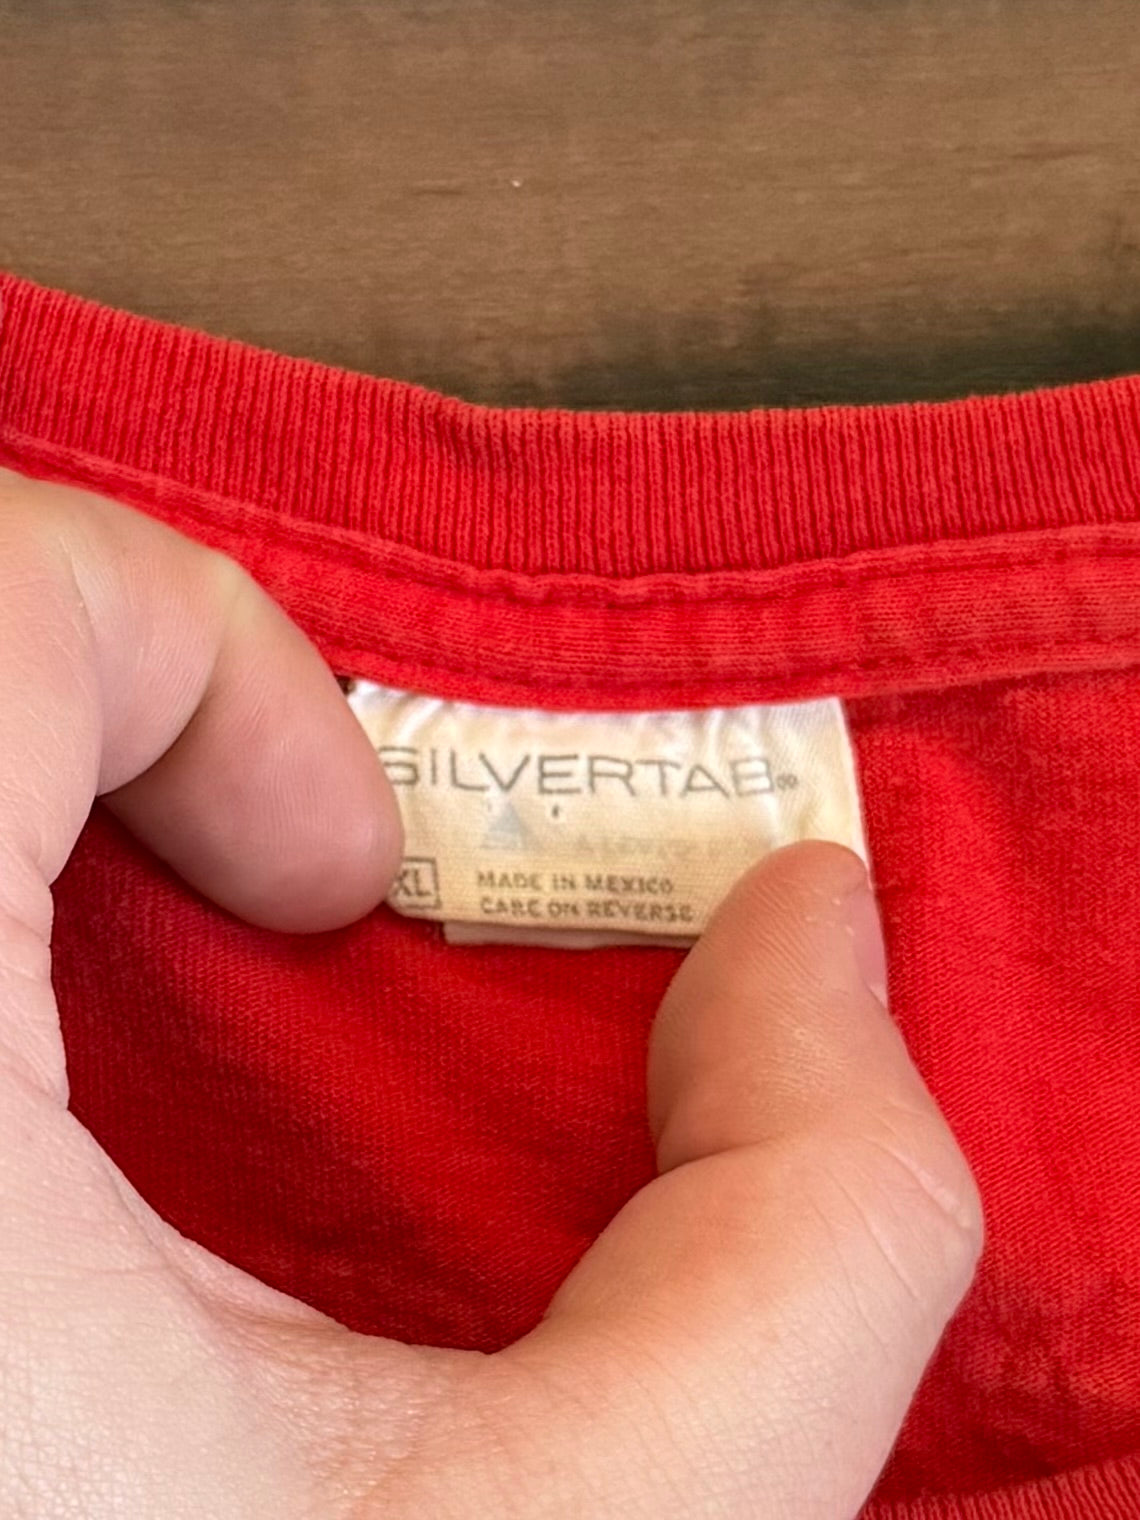 SILVERTAB®
XL
MADE IN MEXICO
CARE ON REVERSE